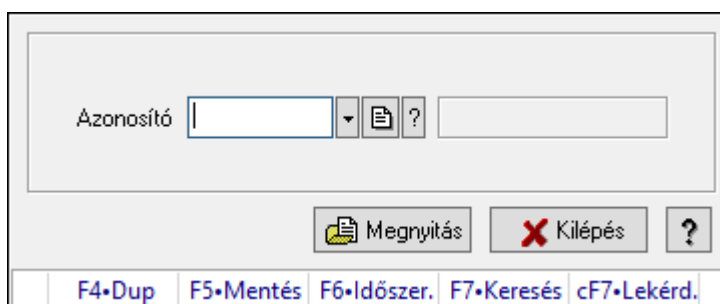 Azonosító ?
Megnyitás Kilépés ?
F4•Dup F5•Mentés F6•Időszer. F7•Keresés cF7•Lekérd.